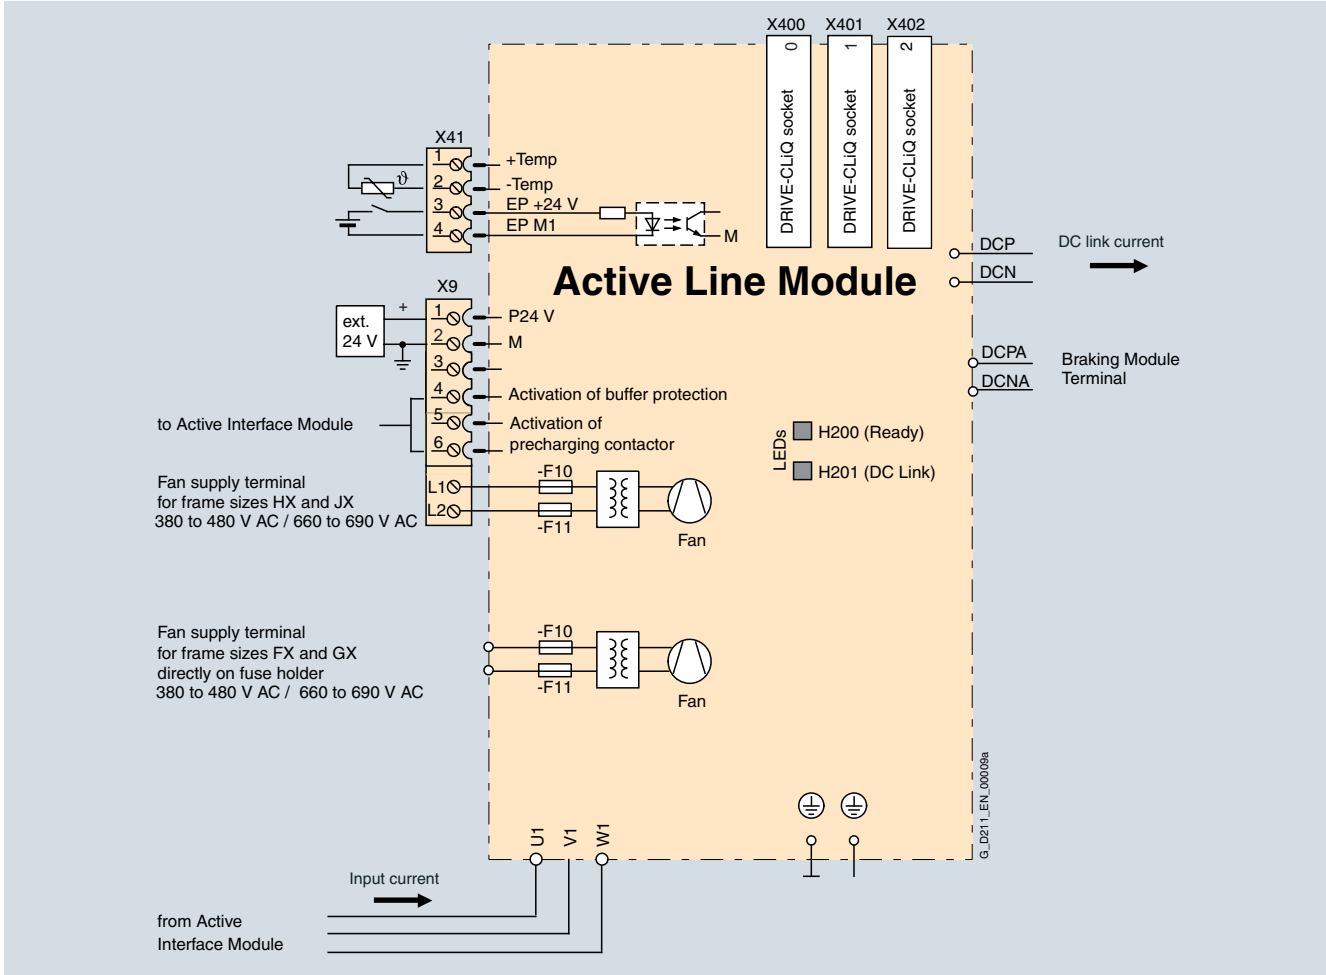 X400 X401 X402
0 1 2
DRIVE-CLiQ socket
DRIVE-CLiQ socket
DRIVE-CLiQ socket
X41
1 +Temp
ϑ
2 -Temp
3 EP +24 V
4 EP M1
M
Active Line Module
DCP
DCN
DC link current
X9
ext.
24 V
+
1 P24 V
2 M
3
4 Activation of buffer protection
5 Activation of
6 precharging contactor
to Active Interface Module
DCPA
DCNA
Braking Module
Terminal
LEDs
H200 (Ready)
H201 (DC Link)
Fan supply terminal
for frame sizes HX and JX
380 to 480 V AC / 660 to 690 V AC
L1
L2
-F10
-F11
Fan
Fan supply terminal
for frame sizes FX and GX
directly on fuse holder
380 to 480 V AC / 660 to 690 V AC
-F10
-F11
Fan
G_D211_EN_00009a
U1 V1 W1
Input current
from Active
Interface Module